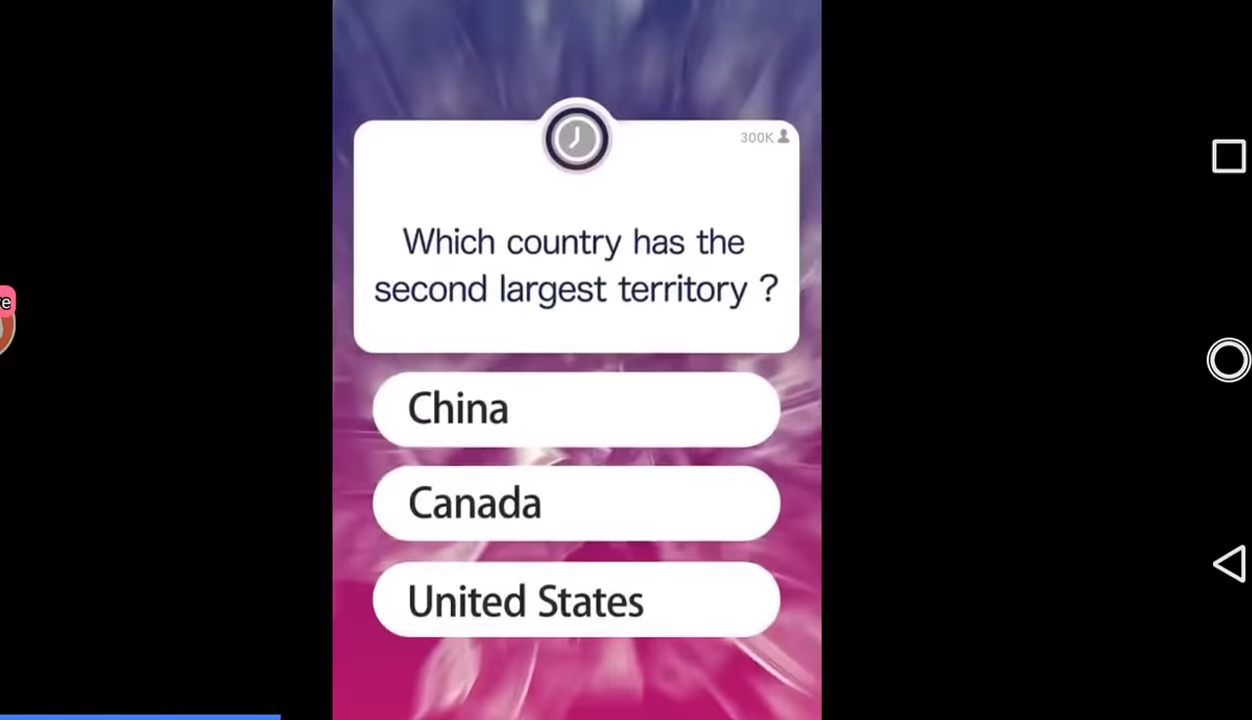 300K
Which country has the
second largest territory ?
China
Canada
United States